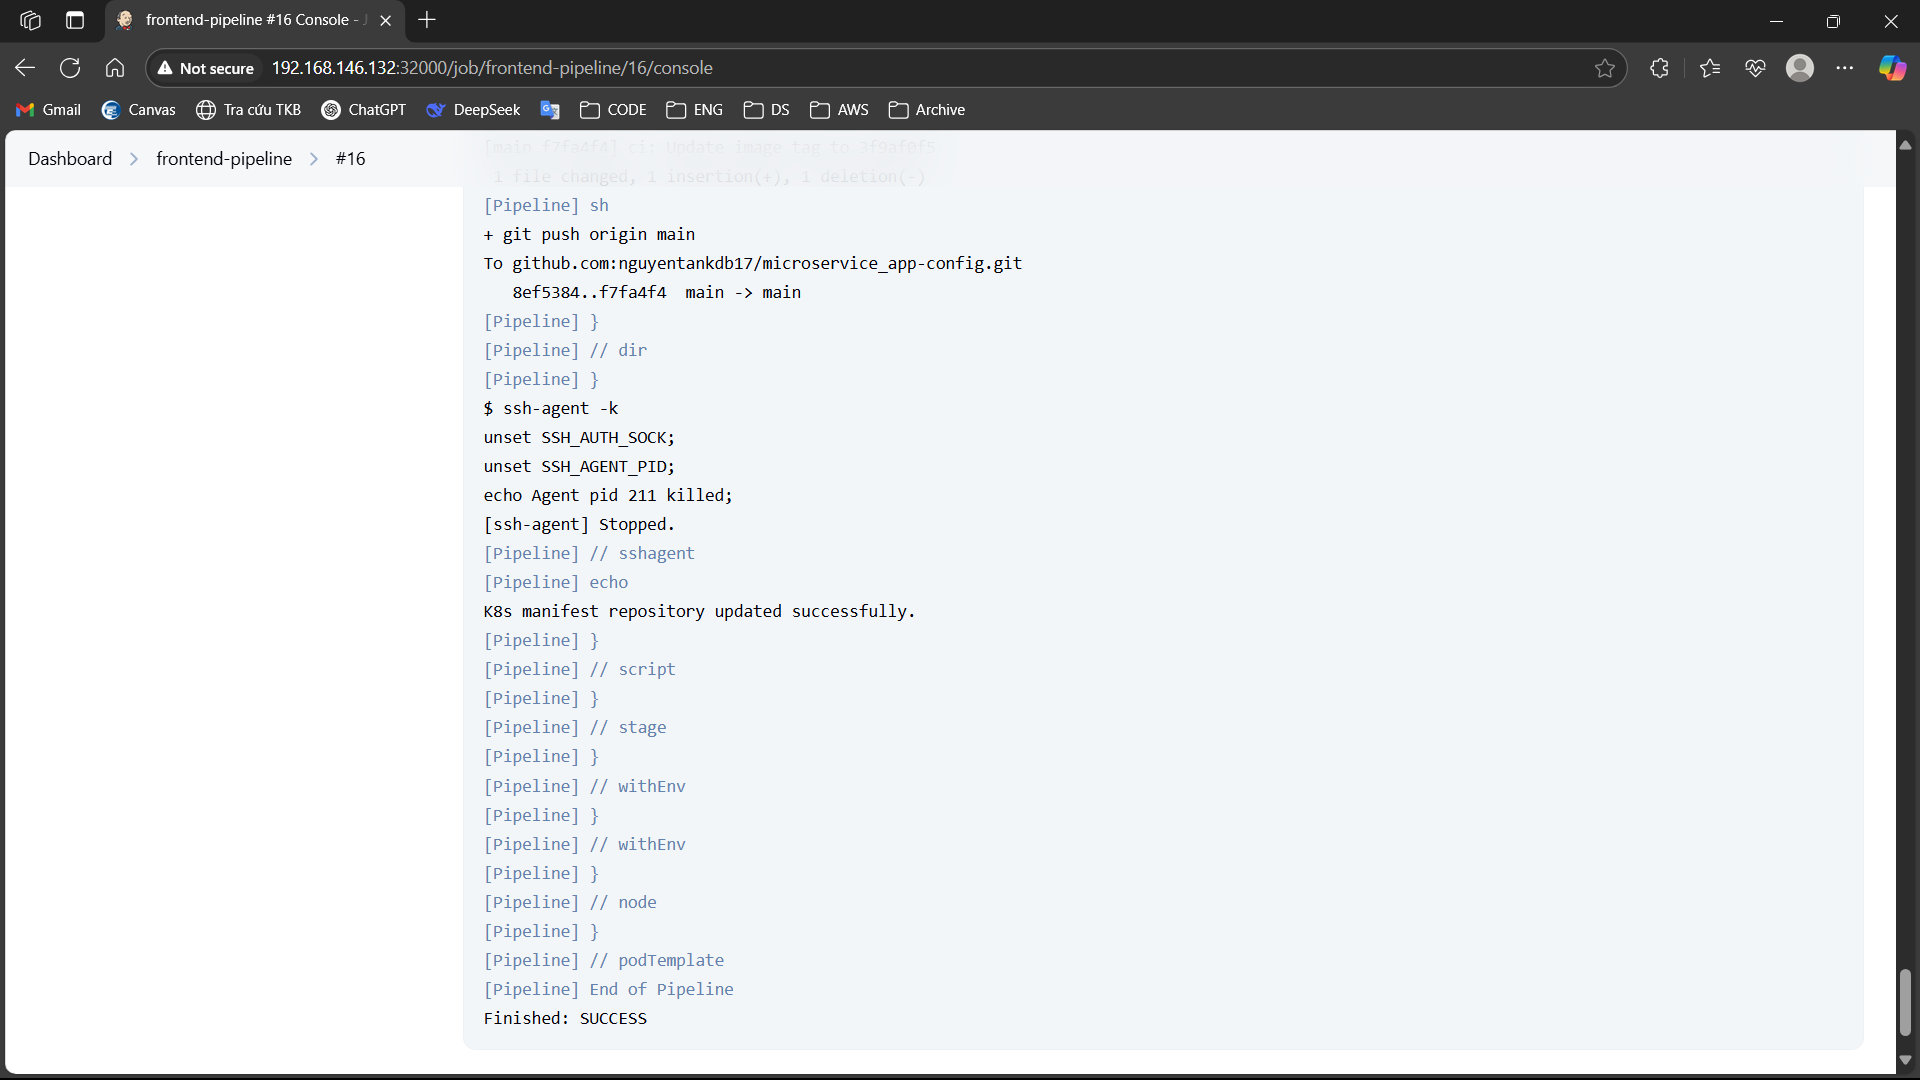 frontend-pipeline #16 Console -
Not secure
192.168.146.132:32000/job/frontend-pipeline/16/console
Gmail
Canvas
Tra cứu TKB
ChatGPT
DeepSeek
CODE
ENG
DS
AWS
Archive
Dashboard
frontend-pipeline
#16
[main f7fa4f4] ci: Update image tag to 3f9af0f5
1 file changed, 1 insertion(+), 1 deletion(-)
[Pipeline] sh
+ git push origin main
To github.com:nguyentankdb17/microservice_app-config.git
8ef5384..f7fa4f4  main -> main
[Pipeline] }
[Pipeline] // dir
[Pipeline] }
$ ssh-agent -k
unset SSH_AUTH_SOCK;
unset SSH_AGENT_PID;
echo Agent pid 211 killed;
[ssh-agent] Stopped.
[Pipeline] // sshagent
[Pipeline] echo
K8s manifest repository updated successfully.
[Pipeline] }
[Pipeline] // script
[Pipeline] }
[Pipeline] // stage
[Pipeline] }
[Pipeline] // withEnv
[Pipeline] }
[Pipeline] // withEnv
[Pipeline] }
[Pipeline] // node
[Pipeline] }
[Pipeline] // podTemplate
[Pipeline] End of Pipeline
Finished: SUCCESS